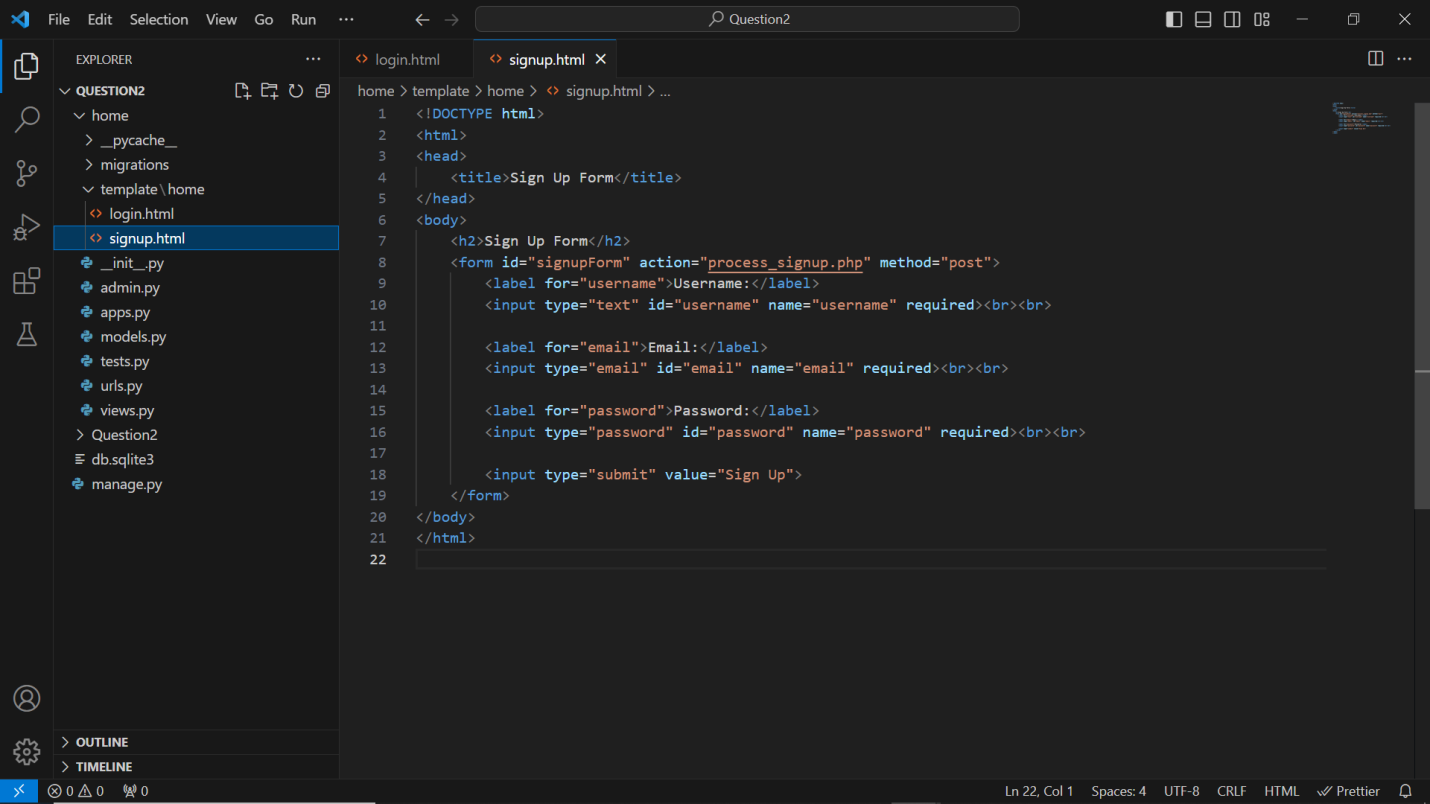 File Edit Selection View Go Run ···
Question2
EXPLORER ···
login.html
signup.html
QUESTION2
home
__pycache__
migrations
template\home
login.html
signup.html
__init__.py
admin.py
apps.py
models.py
tests.py
urls.py
views.py
Question2
db.sqlite3
manage.py
OUTLINE
TIMELINE
home > template > home > signup.html > ...
1 <!DOCTYPE html>
2 <html>
3 <head>
4 <title>Sign Up Form</title>
5 </head>
6 <body>
7 <h2>Sign Up Form</h2>
8 <form id="signupForm" action="process_signup.php" method="post">
9 <label for="username">Username:</label>
10 <input type="text" id="username" name="username" required><br><br>
11
12 <label for="email">Email:</label>
13 <input type="email" id="email" name="email" required><br><br>
14
15 <label for="password">Password:</label>
16 <input type="password" id="password" name="password" required><br><br>
17
18 <input type="submit" value="Sign Up">
19 </form>
20 </body>
21 </html>
22
0 0 0 Ln 22, Col 1 Spaces: 4 UTF-8 CRLF HTML Prettier